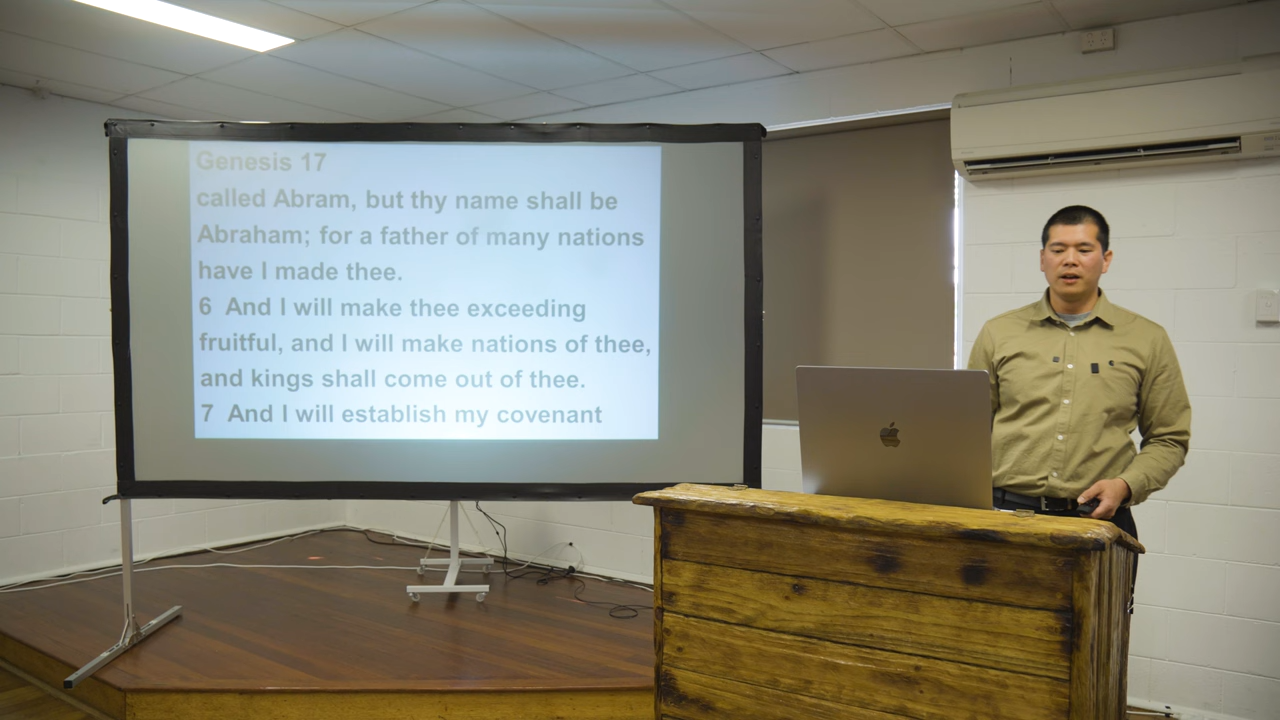 Genesis 17
called Abram, but thy name shall be
Abraham; for a father of many nations
have I made thee.
6 And I will make thee exceeding
fruitful, and I will make nations of thee,
and kings shall come out of thee.
7 And I will establish my covenant